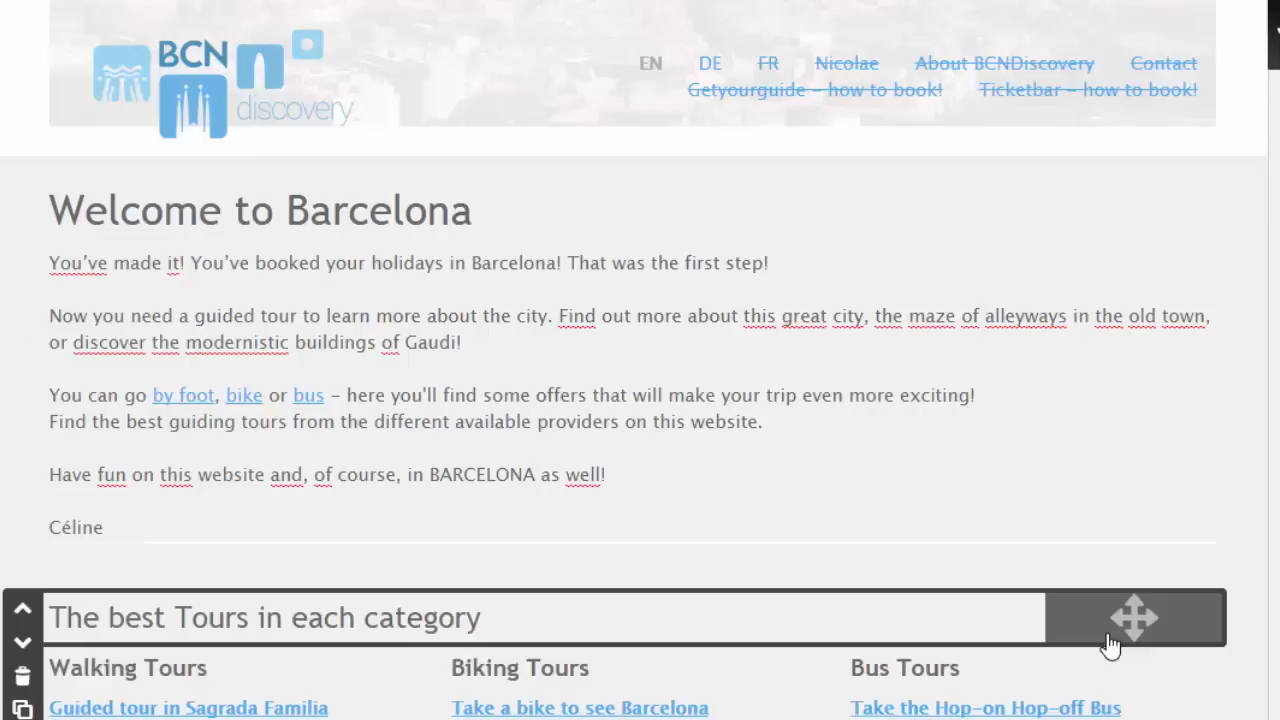 BCN
discovery
EN DE FR Nicolae About BCNDiscovery Contact
Getyourguide - how to book! Ticketbar - how to book!
Welcome to Barcelona
You've made it! You've booked your holidays in Barcelona! That was the first step!
Now you need a guided tour to learn more about the city. Find out more about this great city, the maze of alleyways in the old town,
or discover the modernistic buildings of Gaudi!
You can go by foot, bike or bus - here you'll find some offers that will make your trip even more exciting!
Find the best guiding tours from the different available providers on this website.
Have fun on this website and, of course, in BARCELONA as well!
Céline
The best Tours in each category
Walking Tours Biking Tours Bus Tours
Guided tour in Sagrada Familia Take a bike to see Barcelona Take the Hop-on Hop-off Bus